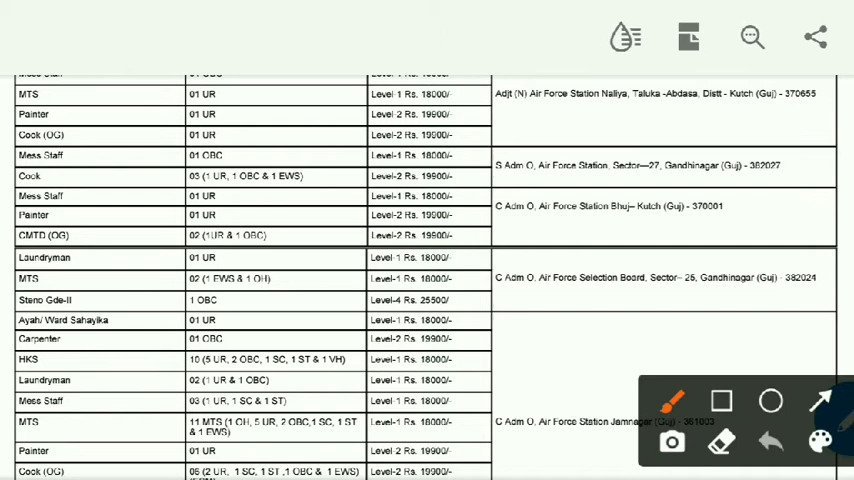 Mess Staff 01 OBC Level-1 Rs. 18000/-
MTS 01 UR Level-1 Rs. 18000/-
Adjt (N) Air Force Station Naliya, Taluka -Abdasa, Distt - Kutch (Guj) - 370655
Painter 01 UR Level-2 Rs. 19900/-
Cook (OG) 01 UR Level-2 Rs. 19900/-
Mess Staff 01 OBC Level-1 Rs. 18000/-
S Adm O, Air Force Station, Sector—27, Gandhinagar (Guj) - 382027
Cook 03 (1 UR, 1 OBC & 1 EWS) Level-2 Rs. 19900/-
Mess Staff 01 UR Level-1 Rs. 18000/-
C Adm O, Air Force Station Bhuj– Kutch (Guj) - 370001
Painter 01 UR Level-2 Rs. 19900/-
CMTD (OG) 02 (1UR & 1 OBC) Level-2 Rs. 19900/-
Laundryman 01 UR Level-1 Rs. 18000/-
MTS 02 (1 EWS & 1 OH) Level-1 Rs. 18000/-
C Adm O, Air Force Selection Board, Sector– 25, Gandhinagar (Guj) - 382024
Steno Gde-II 1 OBC Level-4 Rs. 25500/-
Ayah/ Ward Sahayika 01 UR Level-1 Rs. 18000/-
Carpenter 01 OBC Level-2 Rs. 19900/-
HKS 10 (5 UR, 2 OBC, 1 SC, 1 ST & 1 VH) Level-1 Rs. 18000/-
Laundryman 02 (1 UR & 1 OBC) Level-1 Rs. 18000/-
Mess Staff 03 (1 UR, 1 SC & 1 ST) Level-1 Rs. 18000/-
MTS 11 MTS (1 OH, 5 UR, 2 OBC,1 SC, 1 ST Level-1 Rs. 18000/-
& 1 EWS)
C Adm O, Air Force Station Jamnagar (Guj) - 361003
Painter 01 UR Level-2 Rs. 19900/-
Cook (OG) 06 (2 UR, 1 SC, 1 ST ,1 OBC & 1 EWS) Level-2 Rs. 19900/-